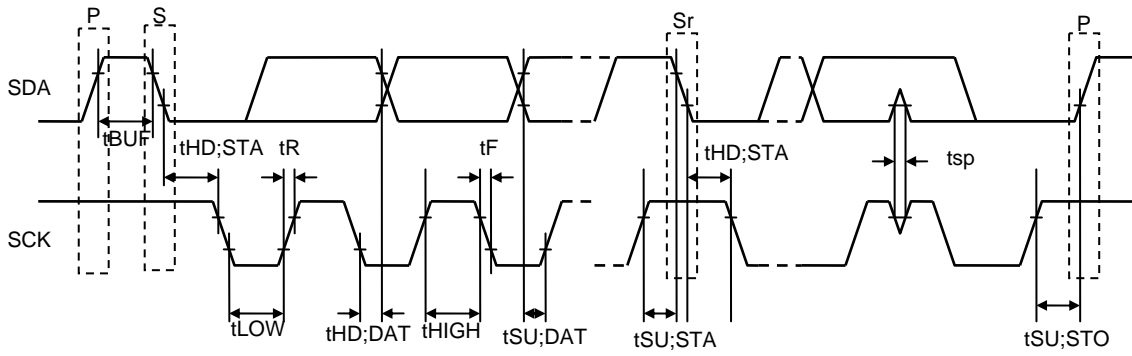 P
S
Sr
P
SDA
tBUF
tHD;STA
tR
tF
tHD;STA
tsp
SCK
tLOW
tHD;DAT
tHIGH
tSU;DAT
tSU;STA
tSU;STO